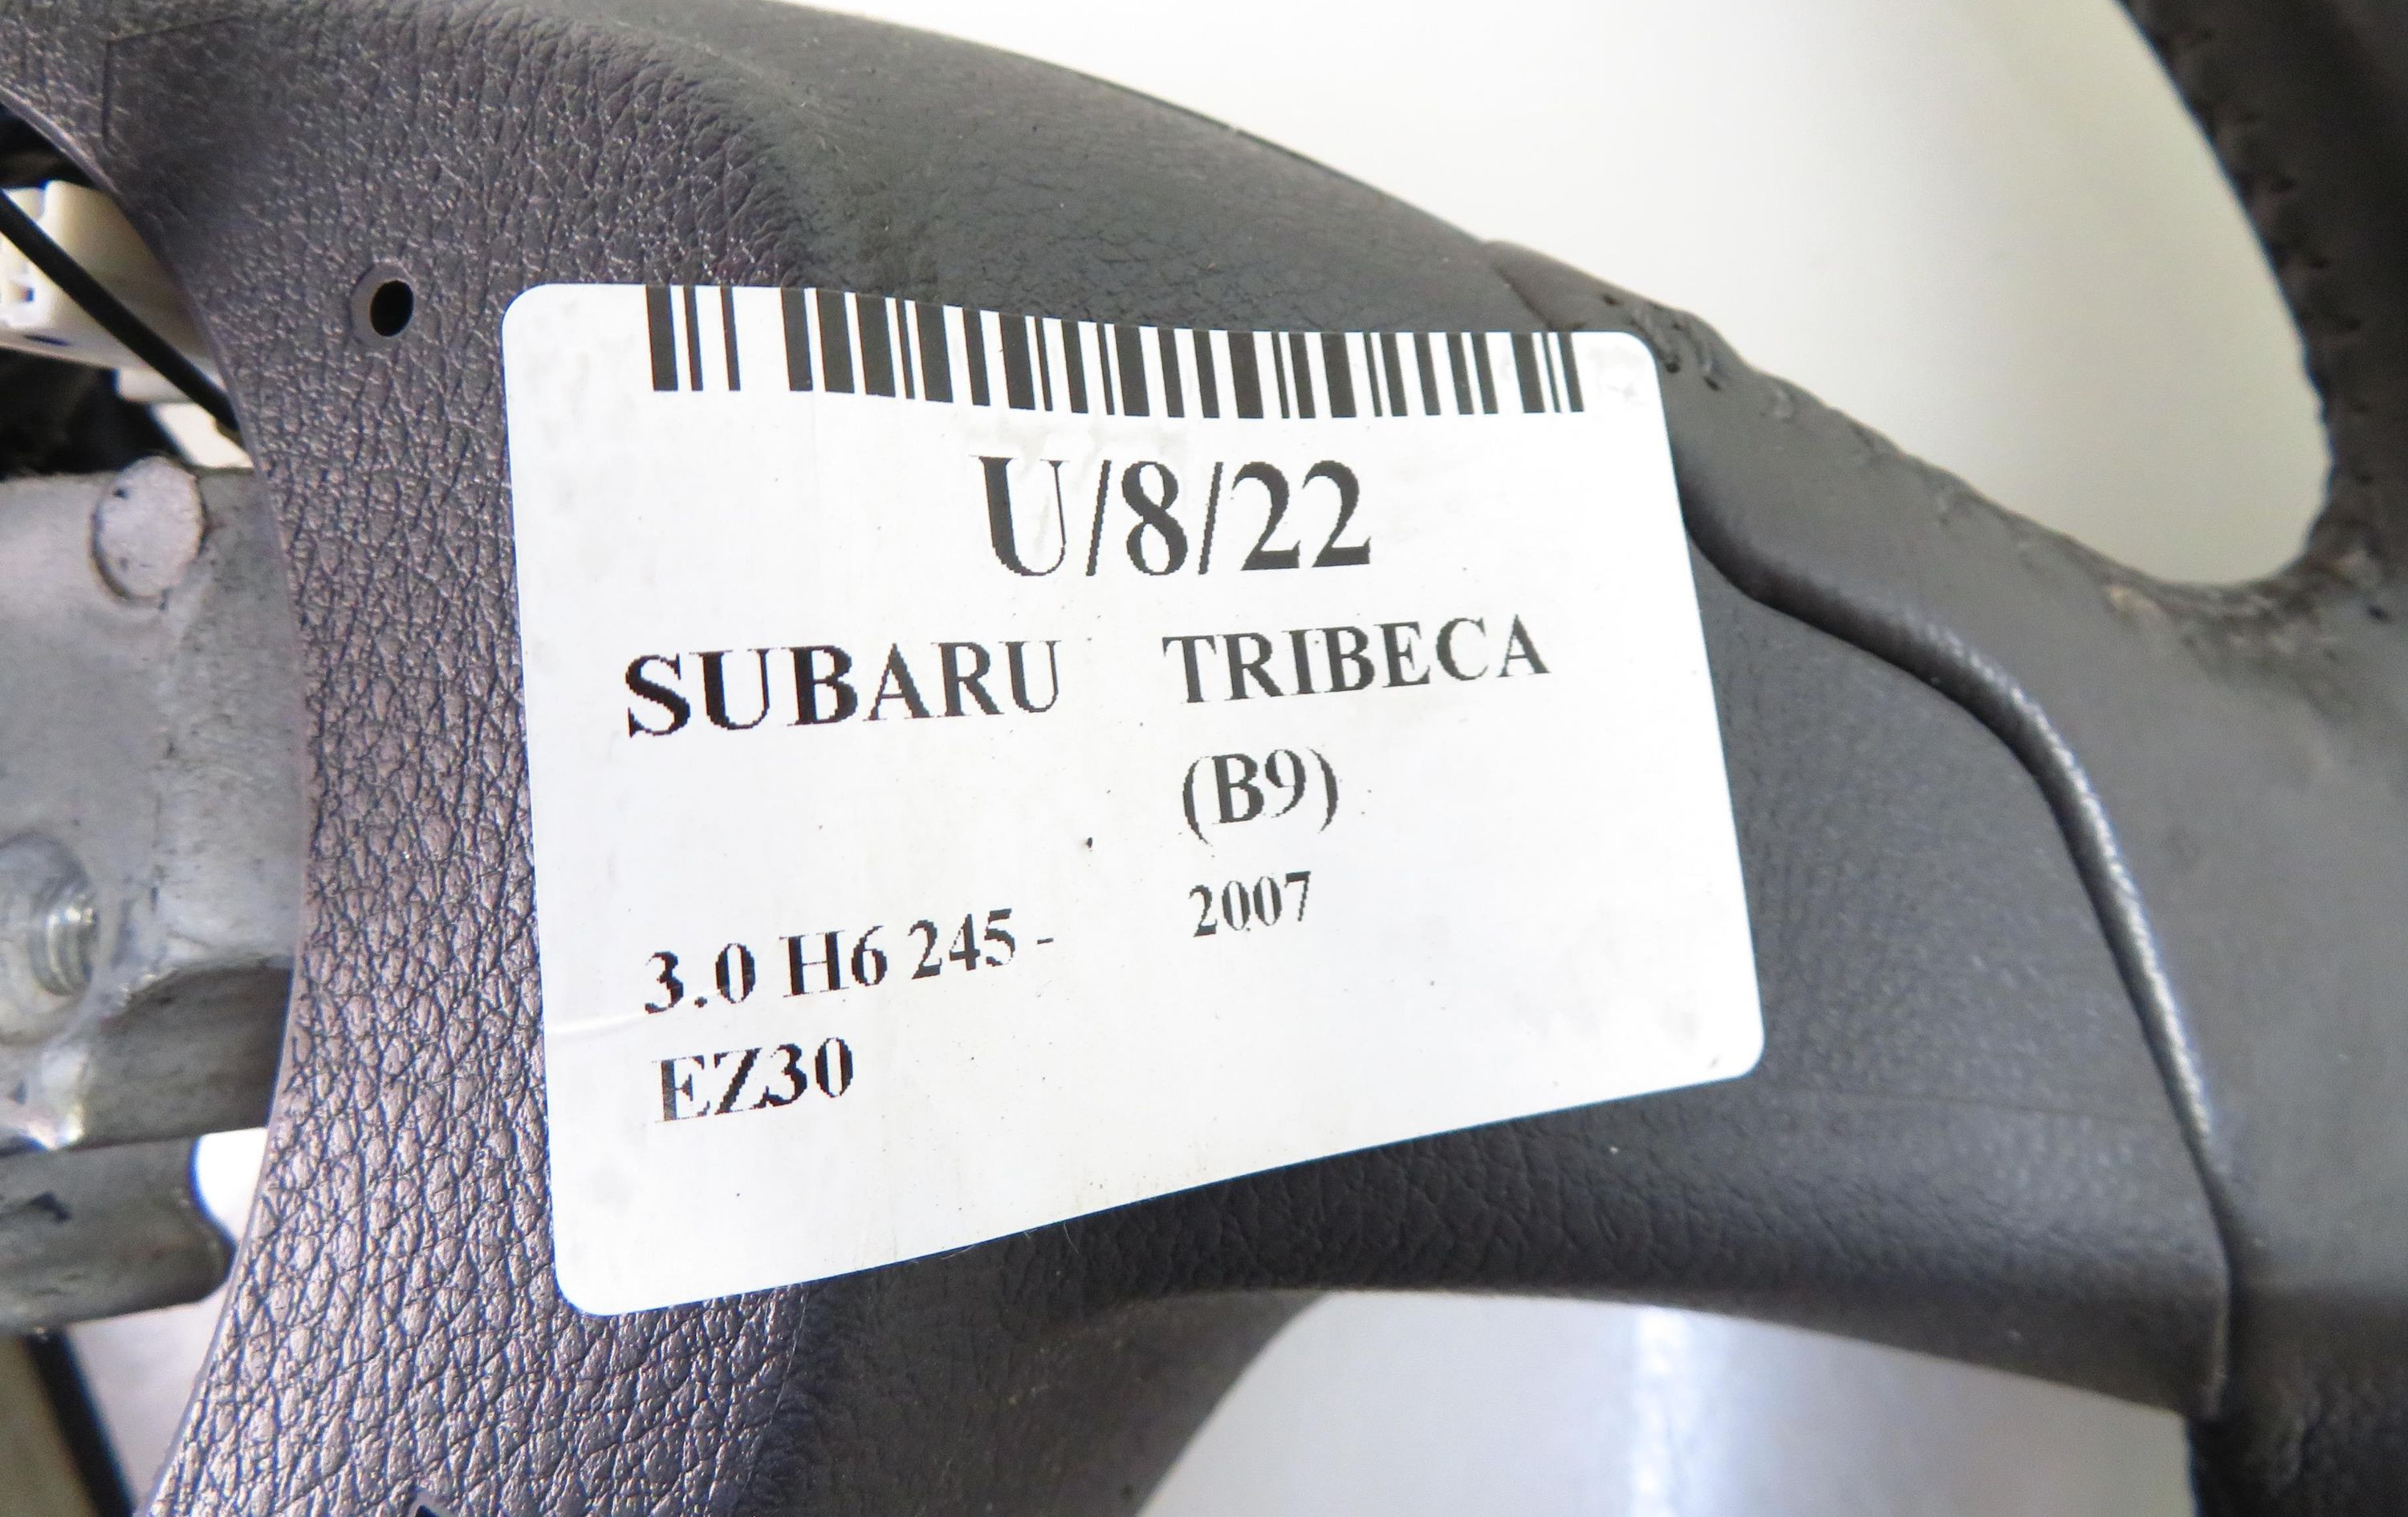 U/8/22
SUBARU TRIBECA
(B9)
3.0 H6 245 - 2007
EZ30